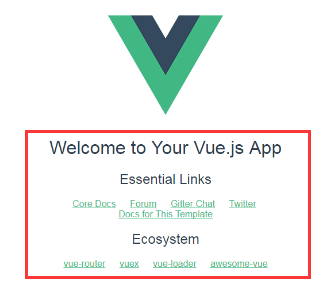 Welcome to Your Vue.js App
Essential Links
Core Docs Forum Gitter Chat Twitter
Docs for This Template
Ecosystem
vue-router vuex vue-loader awesome-vue